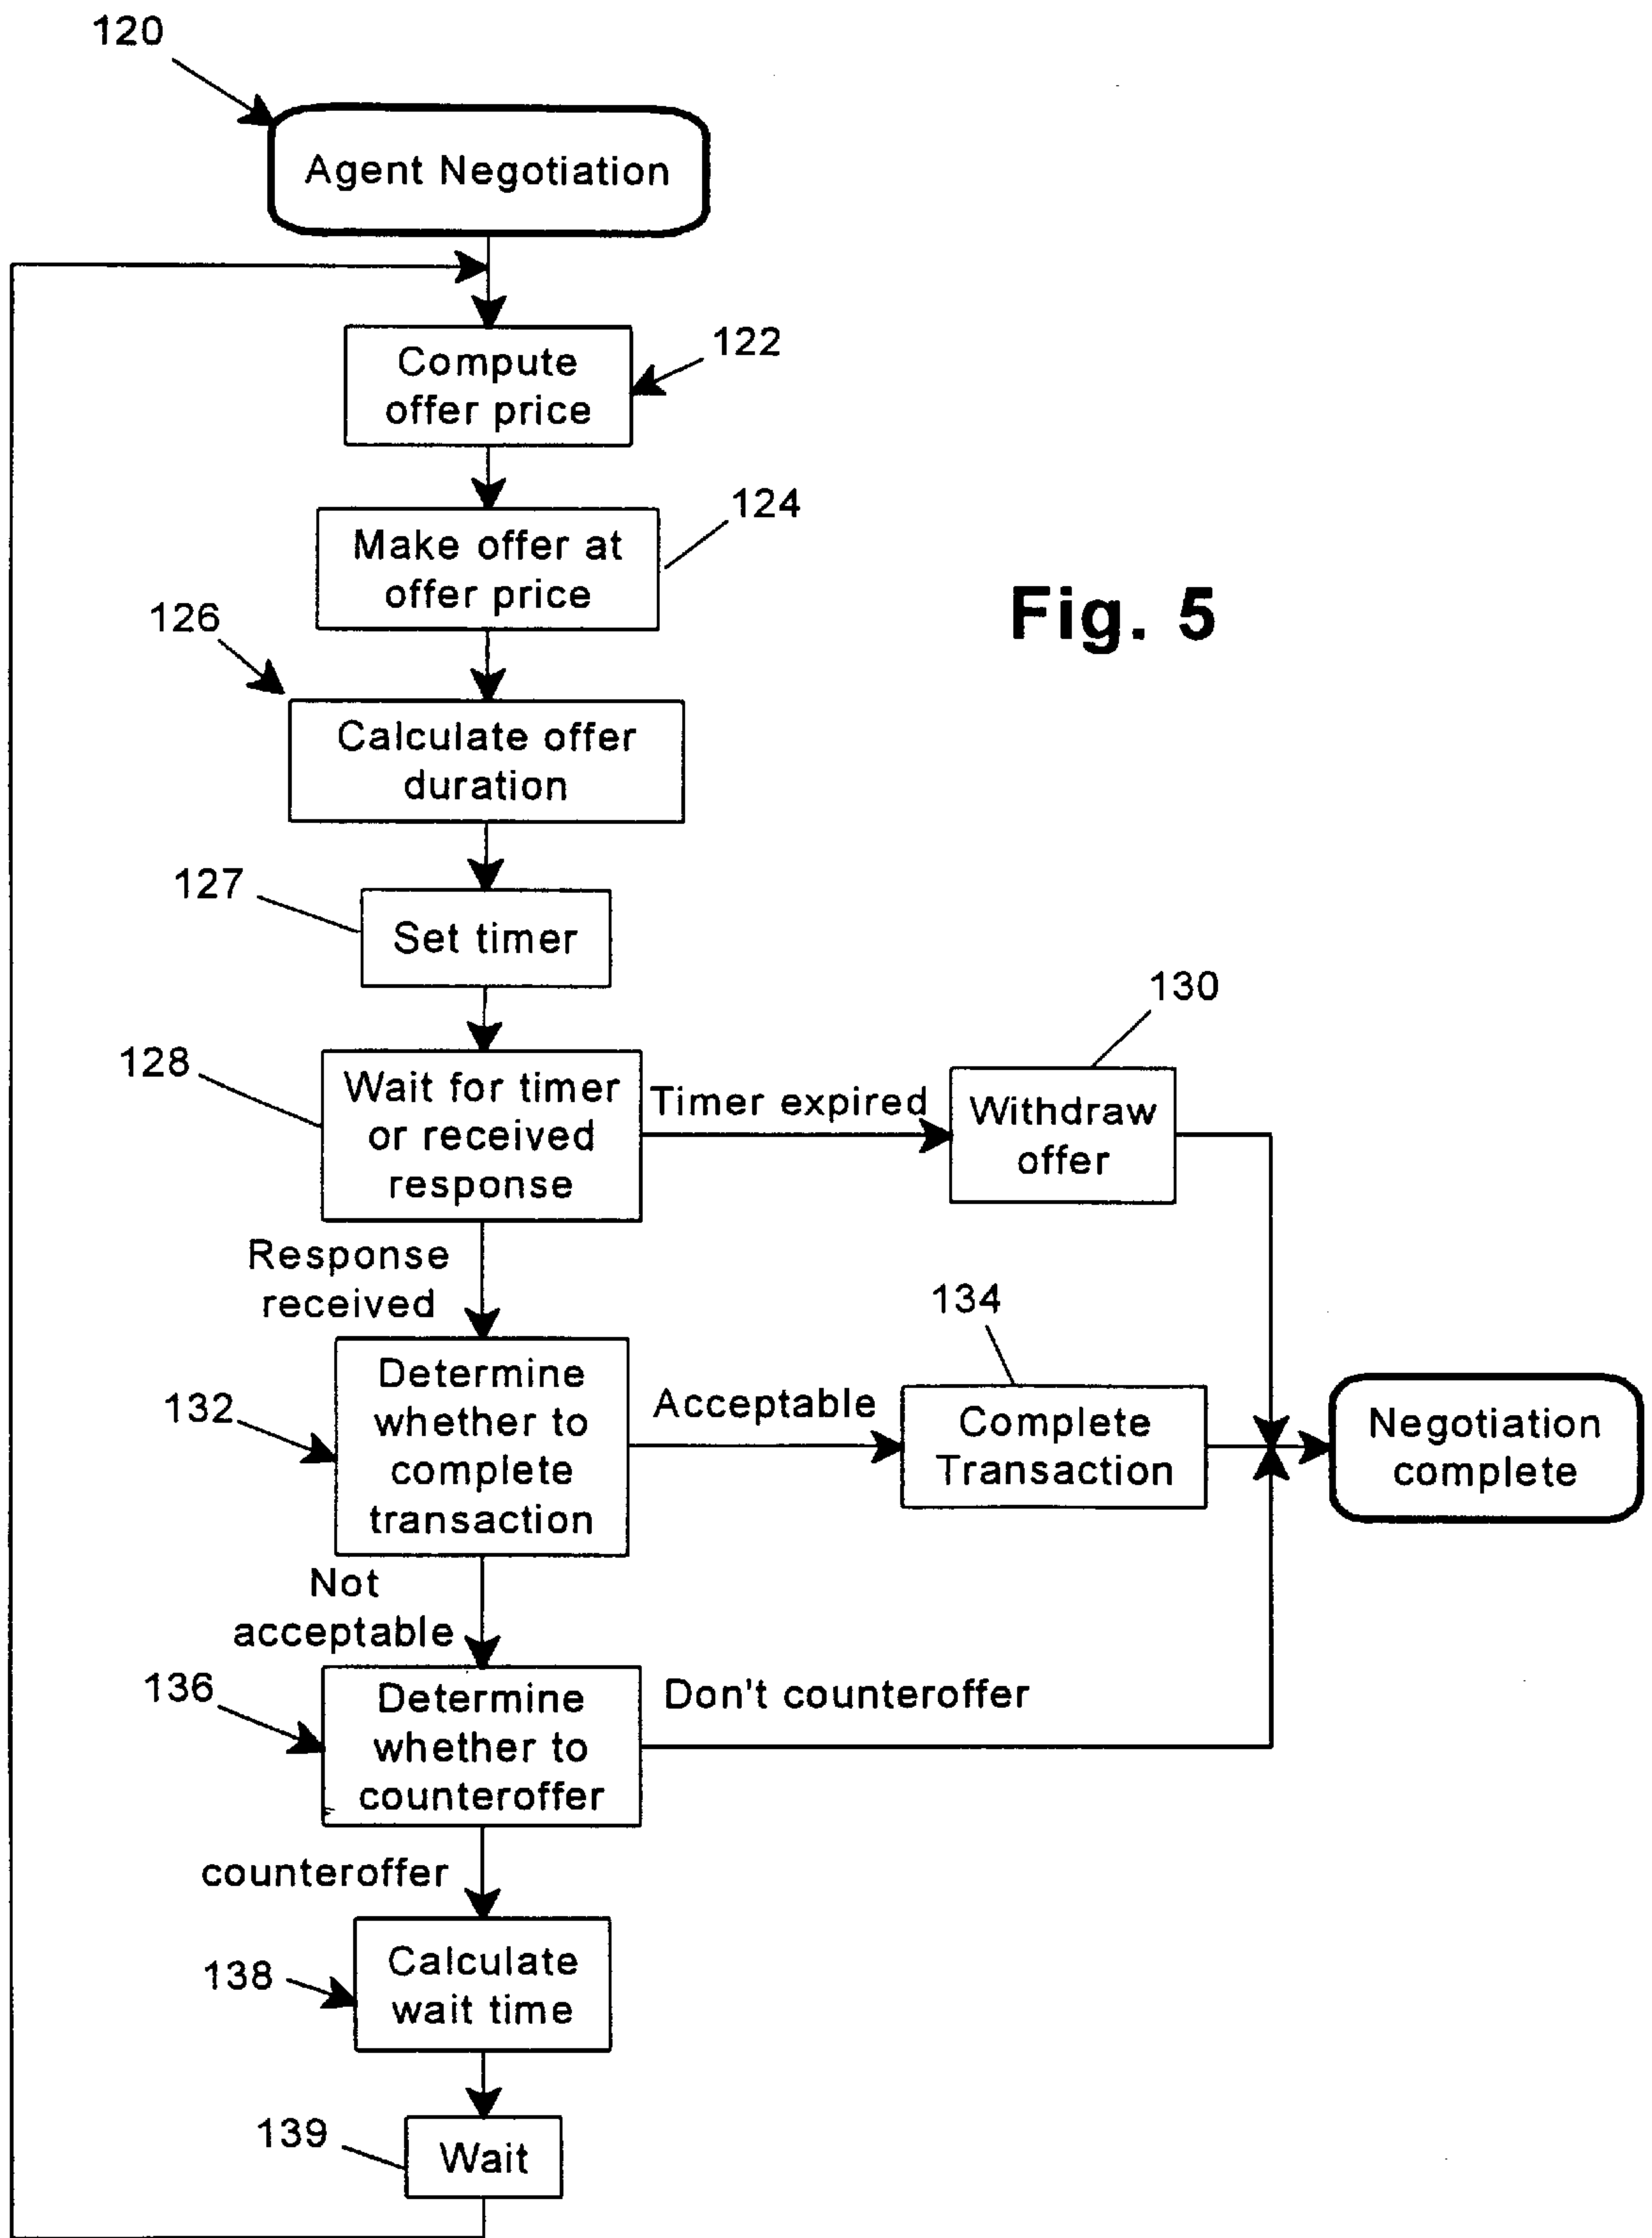 120
Agent Negotiation
Compute
offer price
122
Make offer at
offer price
124
Fig. 5
126
Calculate offer
duration
127
Set timer
128
Wait for timer
or received
response
Timer expired
130
Withdraw
offer
Response
received
132
Determine
whether to
complete
transaction
Acceptable
134
Complete
Transaction
Negotiation
complete
Not
acceptable
136
Determine
whether to
counteroffer
Don't counteroffer
counteroffer
138
Calculate
wait time
139
Wait